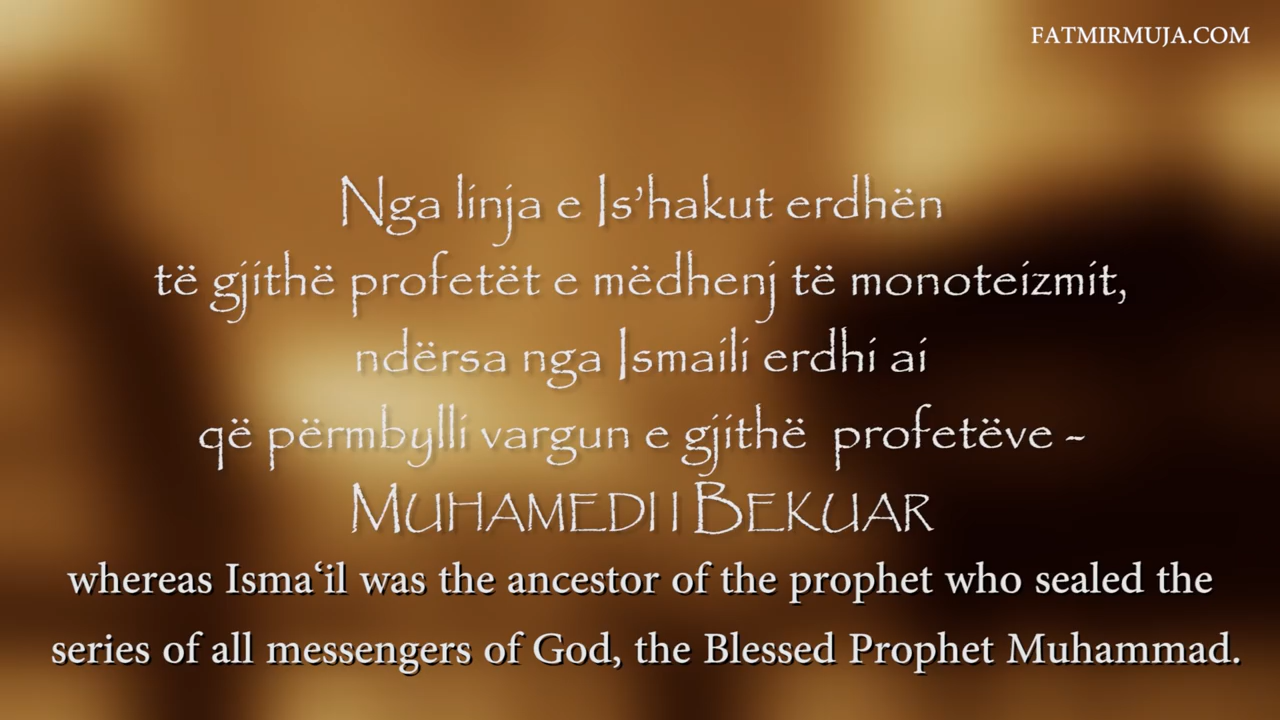 FATMIRMUJA.COM
Nga linja e Is’hakut erdhën
të gjithë profetët e mëdhenj të monoteizmit,
ndërsa nga Ismaili erdhi ai
që përmbylli vargun e gjithë profetëve -
MUHAMEDI I BEKUAR
whereas Isma‘il was the ancestor of the prophet who sealed the
series of all messengers of God, the Blessed Prophet Muhammad.